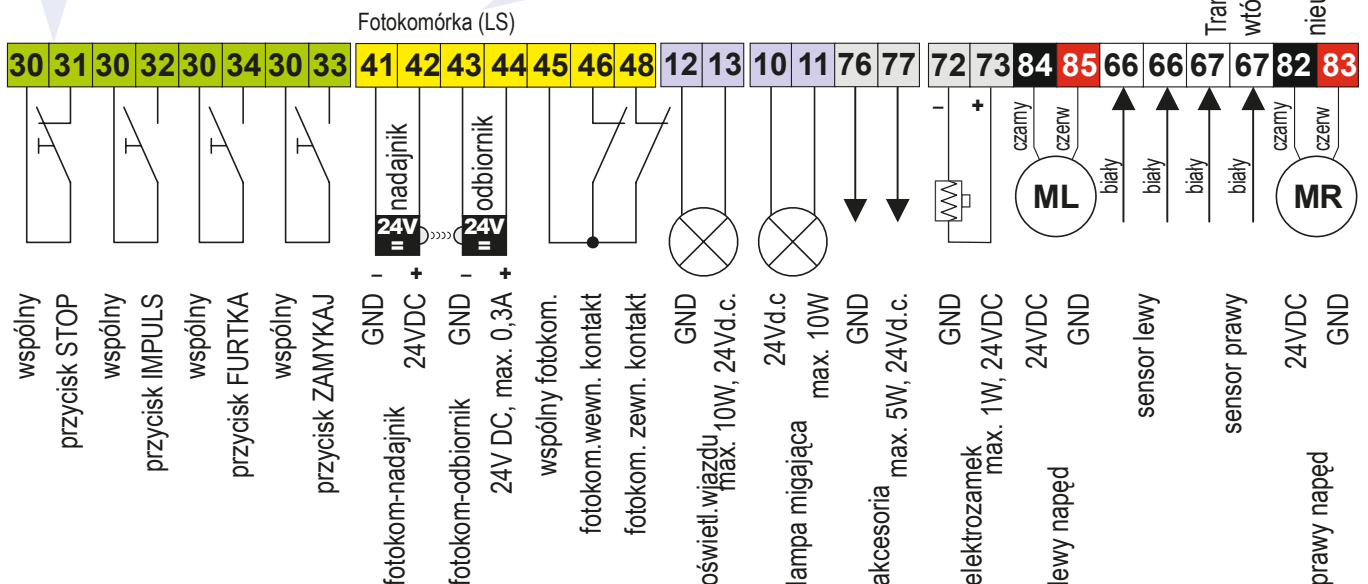 Fotokomórka (LS)
Tran
wtó
30 31 30 32 30 34 30 33 41 42 43 44 45 46 48 12 13 10 11 76 77 72 73 84 85 66 66 67 67 82 83
nadajnik
odbiornik
24V
=
24V
=
– + – +
– +
czarny
czerw
ML
biały
biały
biały
biały
czarny
czerw
MR
wspólny
przycisk STOP
wspólny
przycisk IMPULS
wspólny
przycisk FURTKA
wspólny
przycisk ZAMYKAJ
GND
24VDC
fotokom-nadajnik
GND
24V DC, max. 0,3A
fotokom-odbiornik
wspólny fotokom.
fotokom.wewn. kontakt
fotokom. zewn. kontakt
GND
max. 10W, 24Vd.c.
oświetl.wjazdu
24Vd.c
max. 10W
lampa migająca
GND
max. 5W, 24Vd.c.
akcesoria
GND
max. 1W, 24VDC
elektrozamek
24VDC
GND
lewy napęd
sensor lewy
sensor prawy
24VDC
GND
prawy napęd